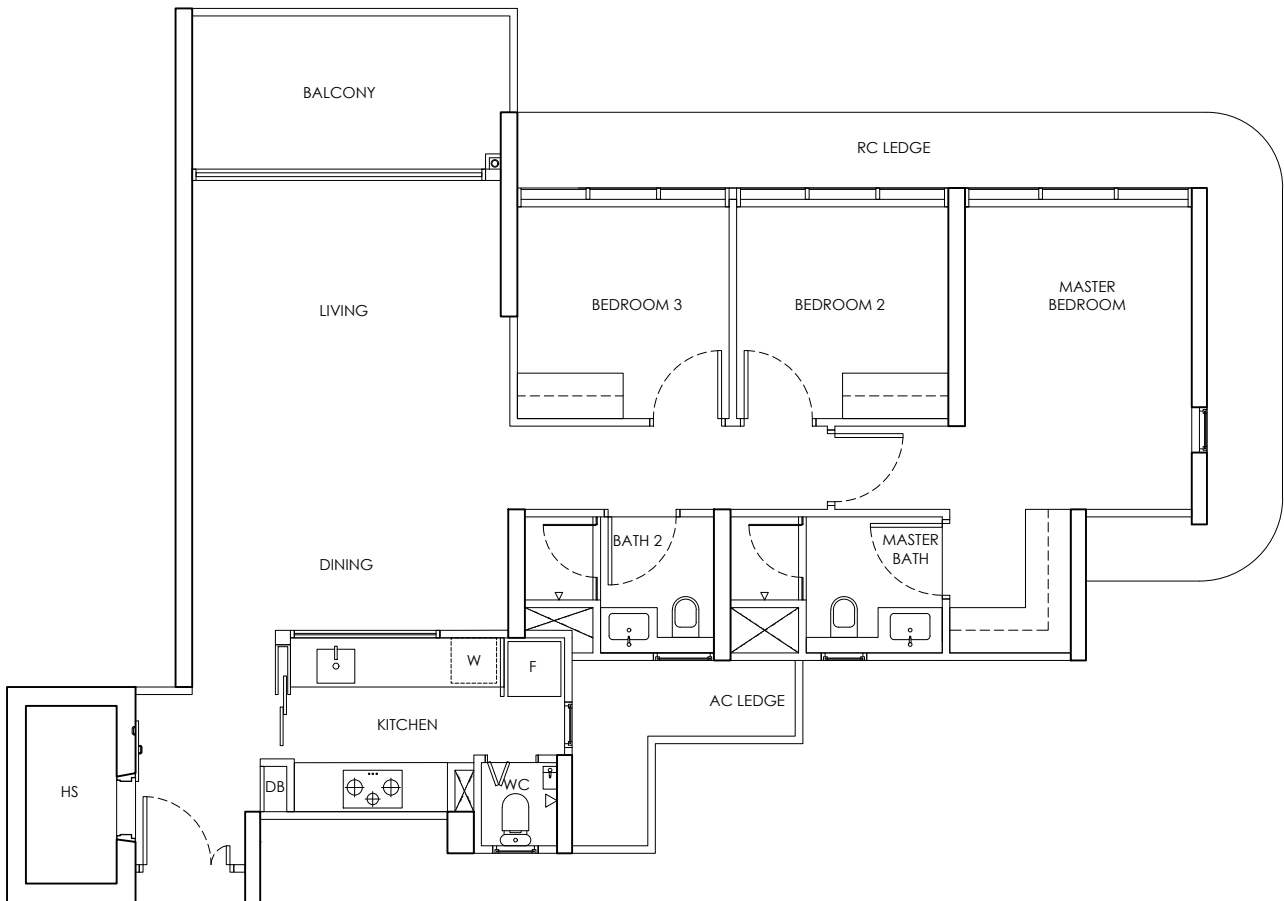 BALCONY
RC LEDGE
LIVING
BEDROOM 3
BEDROOM 2
MASTER
BEDROOM
DINING
BATH 2
MASTER
BATH
W
F
KITCHEN
AC LEDGE
HS
DB
WC